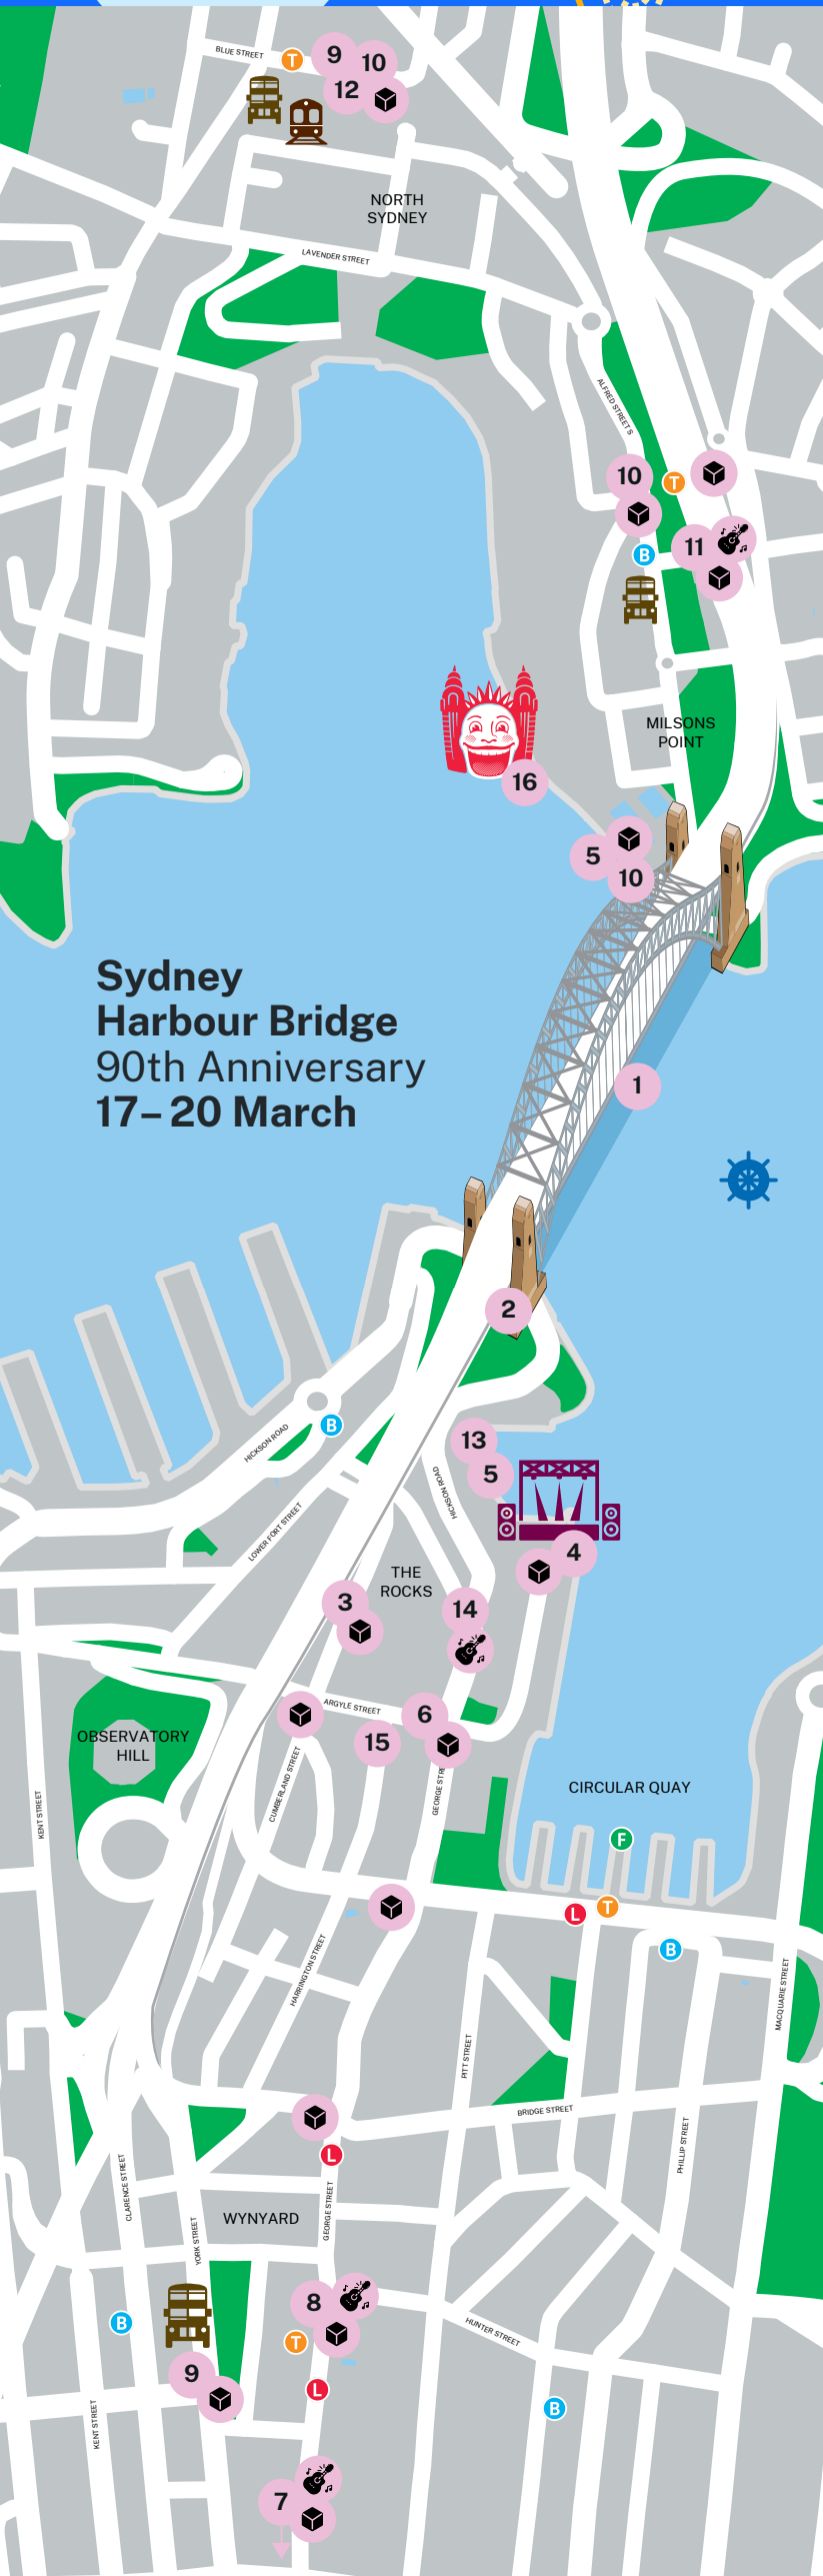 BLUE STREET
T
9
10
12
NORTH
SYDNEY
LAVENDER STREET
ALFRED STREET S
10
T
B
11
MILSONS
POINT
16
5
10
Sydney
Harbour Bridge
90th Anniversary
17– 20 March
1
2
HICKSON ROAD
B
13
5
HICKSON ROAD
LOWER FORT STREET
4
THE
ROCKS
3
14
ARGYLE STREET
6
15
OBSERVATORY
HILL
CUMBERLAND STREET
GEORGE STRE
KENT STREET
CIRCULAR QUAY
F
L
T
B
HARRINGTON STREET
MACQUARIE STREET
PITT STREET
BRIDGE STREET
PHILLIP STREET
L
CLARENCE STREET
GEORGE STREET
WYNYARD
YORK STREET
8
B
T
HUNTER STREET
9
L
B
KENT STREET
7